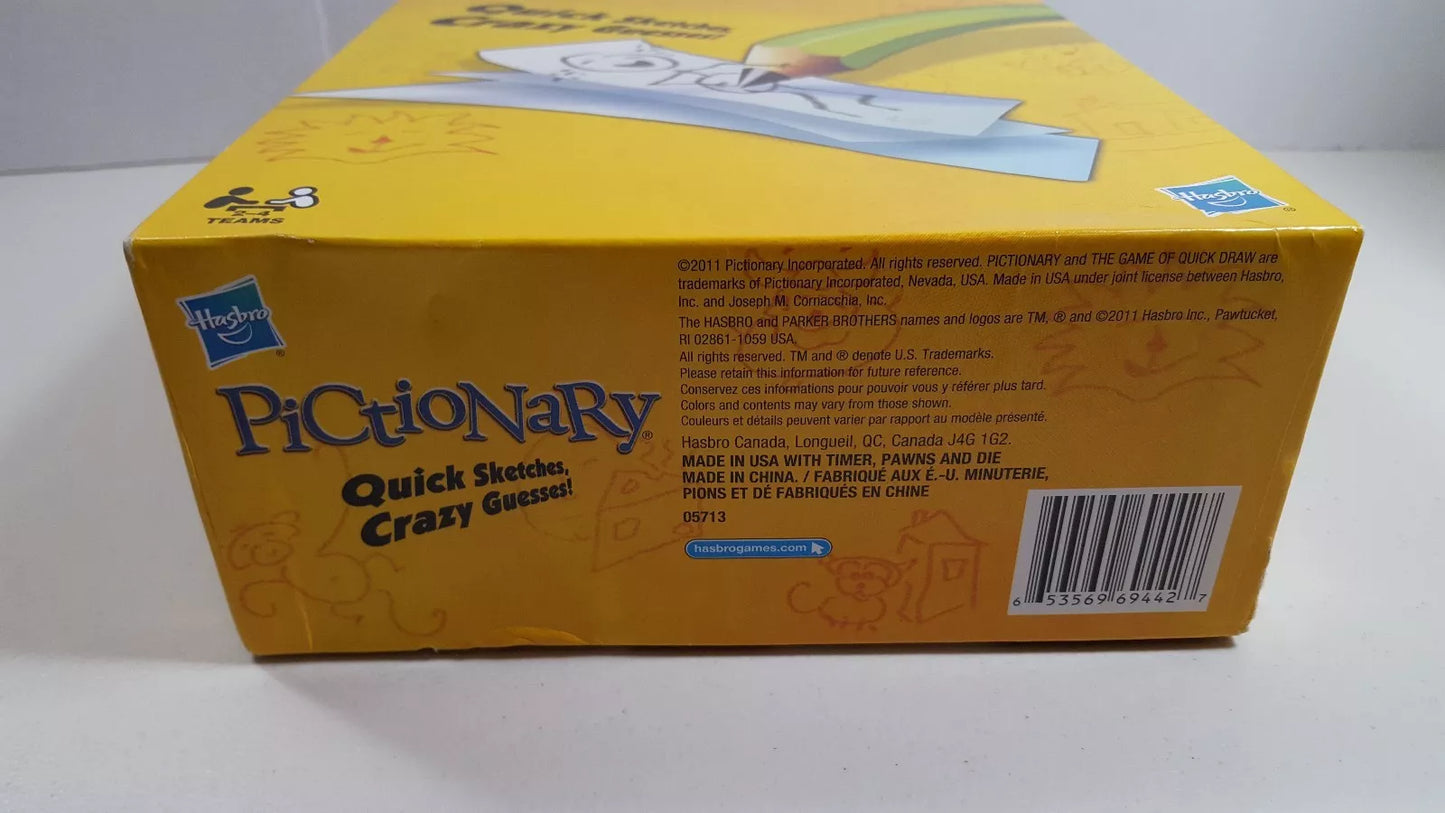 Quick Sketches,
Crazy Guesses!
2-4
TEAMS
Hasbro
®
Hasbro
®
PiCtioNaRy®
Quick Sketches,
Crazy Guesses!
©2011 Pictionary Incorporated. All rights reserved. PICTIONARY and THE GAME OF QUICK DRAW are
trademarks of Pictionary Incorporated, Nevada, USA. Made in USA under joint license between Hasbro,
Inc. and Joseph M. Cornacchia, Inc.
The HASBRO and PARKER BROTHERS names and logos are TM, ® and ©2011 Hasbro Inc., Pawtucket,
RI 02861-1059 USA.
All rights reserved. TM and ® denote U.S. Trademarks.
Please retain this information for future reference.
Conservez ces informations pour pouvoir vous y référer plus tard.
Colors and contents may vary from those shown.
Couleurs et détails peuvent varier par rapport au modèle présenté.
Hasbro Canada, Longueil, QC, Canada J4G 1G2.
MADE IN USA WITH TIMER, PAWNS AND DIE
MADE IN CHINA. / FABRIQUÉ AUX É.-U. MINUTERIE,
PIONS ET DÉ FABRIQUÉS EN CHINE
05713
hasbrogames.com
6 53569 69442 7